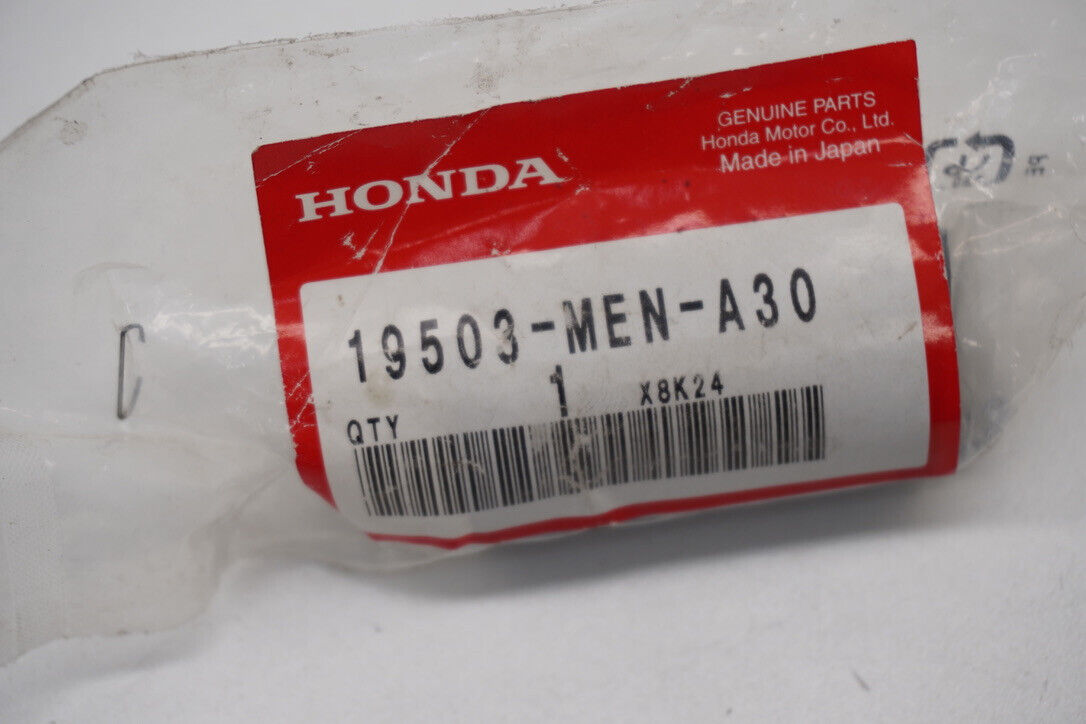 GENUINE PARTS
Honda Motor Co., Ltd.
Made in Japan
HONDA
19503-MEN-A30
1
X8K24
QTY